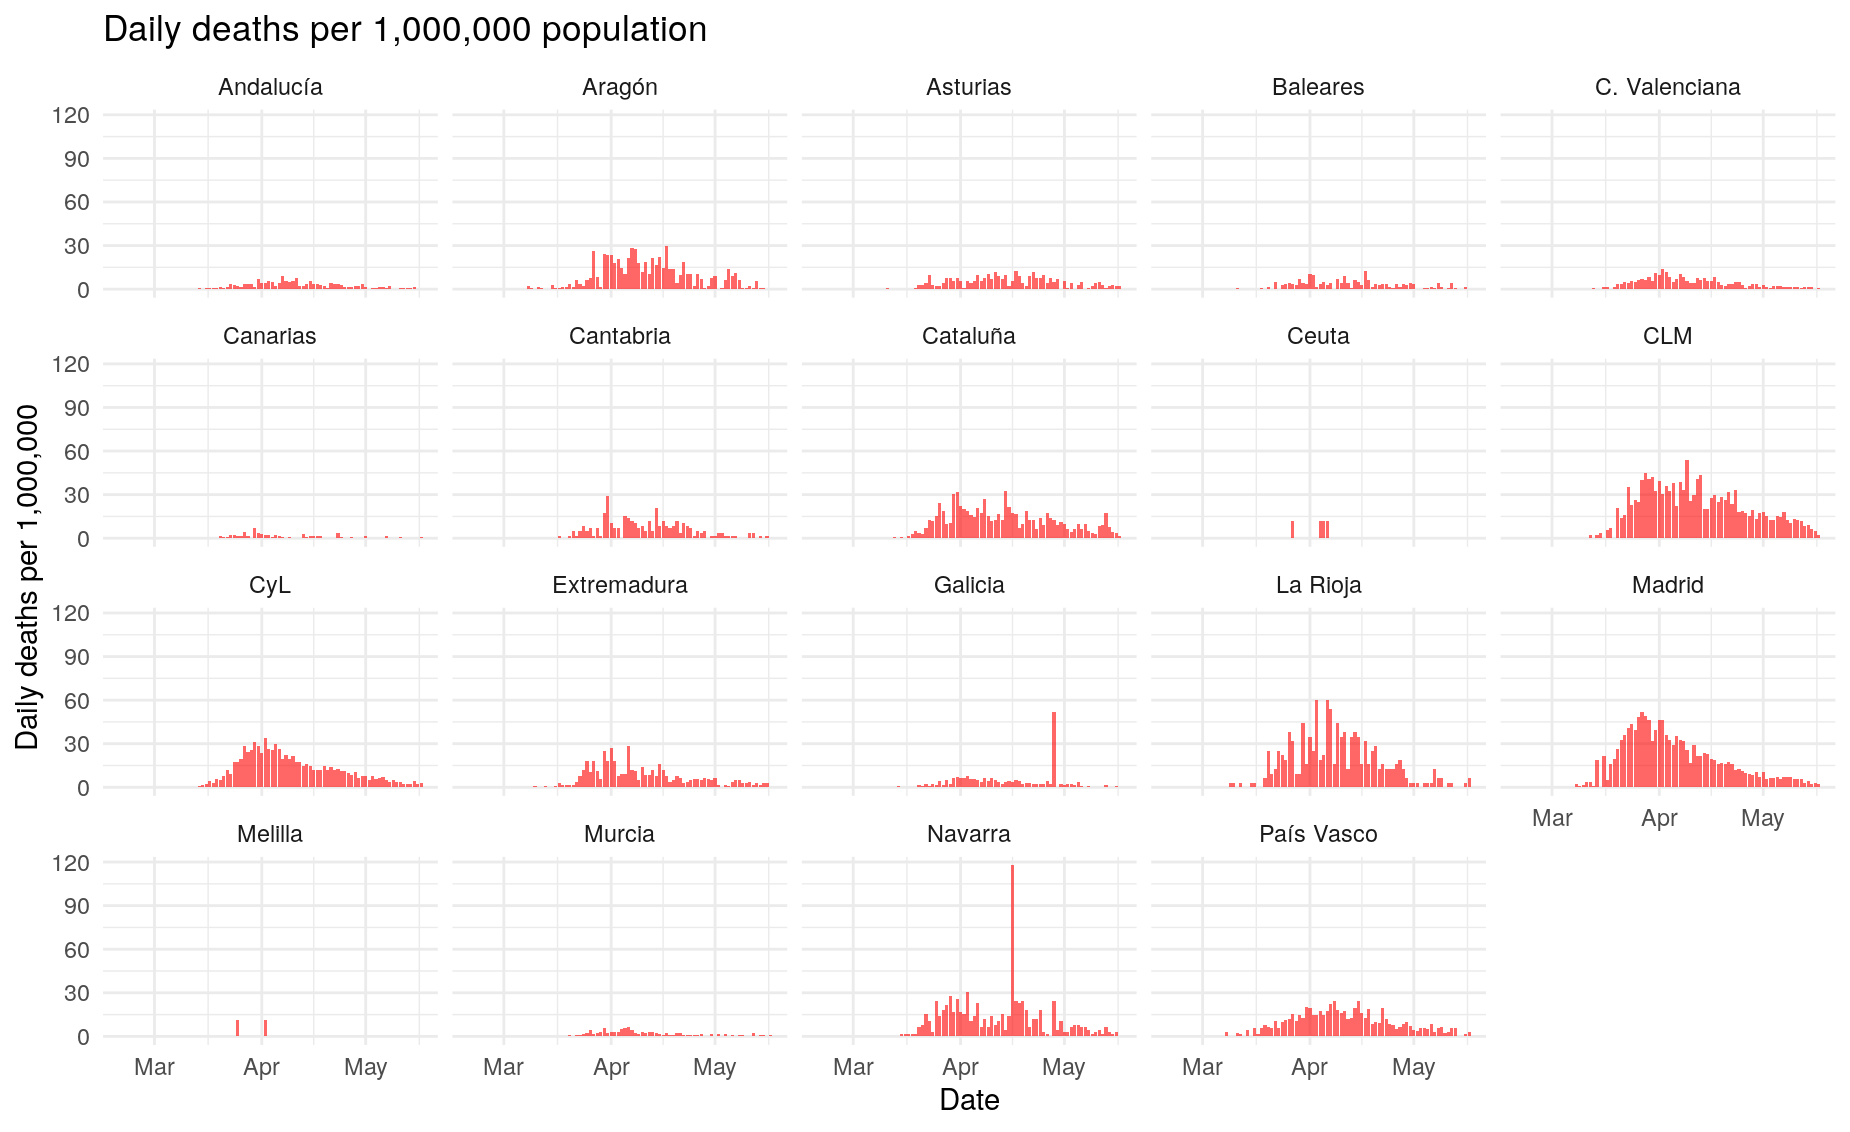 Daily deaths per 1,000,000 population
Andalucía Aragón Asturias Baleares C. Valenciana
120
90
60
30
0
Canarias Cantabria Cataluña Ceuta CLM
120
90
60
30
0
CyL Extremadura Galicia La Rioja Madrid
120
90
60
30
0
Mar Apr May
Melilla Murcia Navarra País Vasco
120
90
60
30
0
Mar Apr May Mar Apr May Mar Apr May Mar Apr May
Date
Daily deaths per 1,000,000